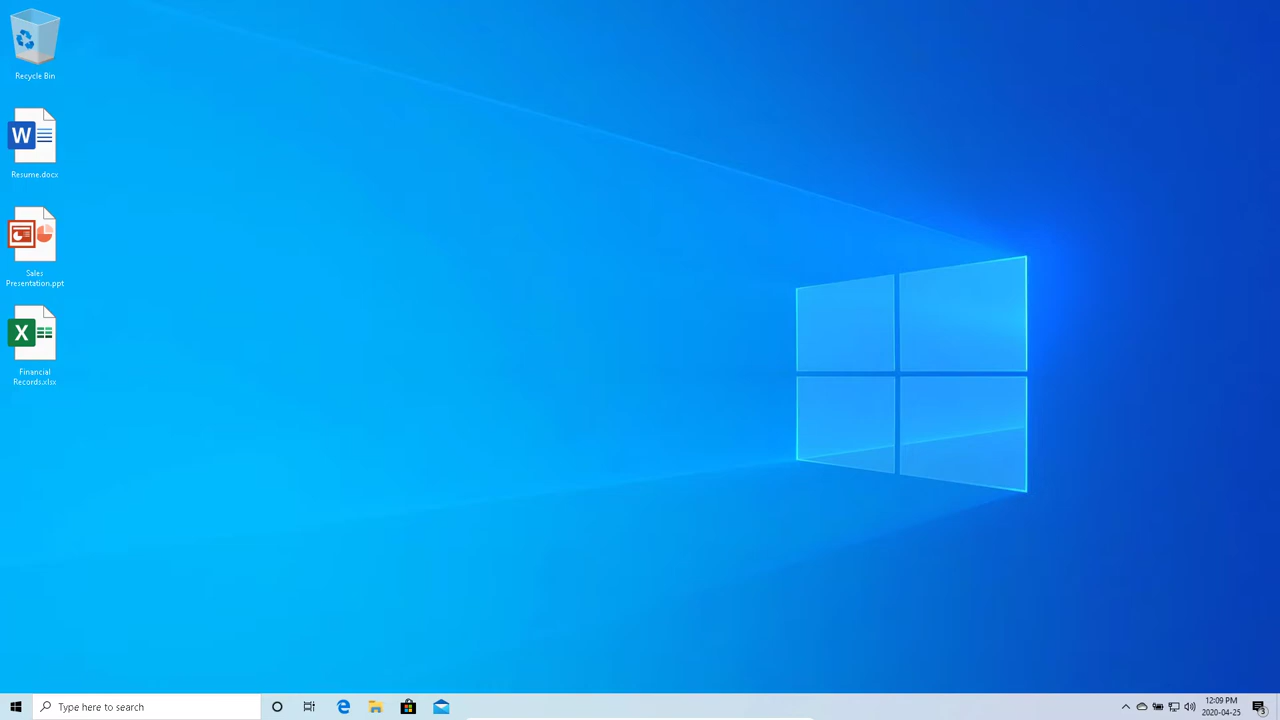 Recycle Bin
W
Resume.docx
Sales
Presentation.ppt
X
Financial
Records.xlsx
Type here to search
12:09 PM
2020-04-25
3